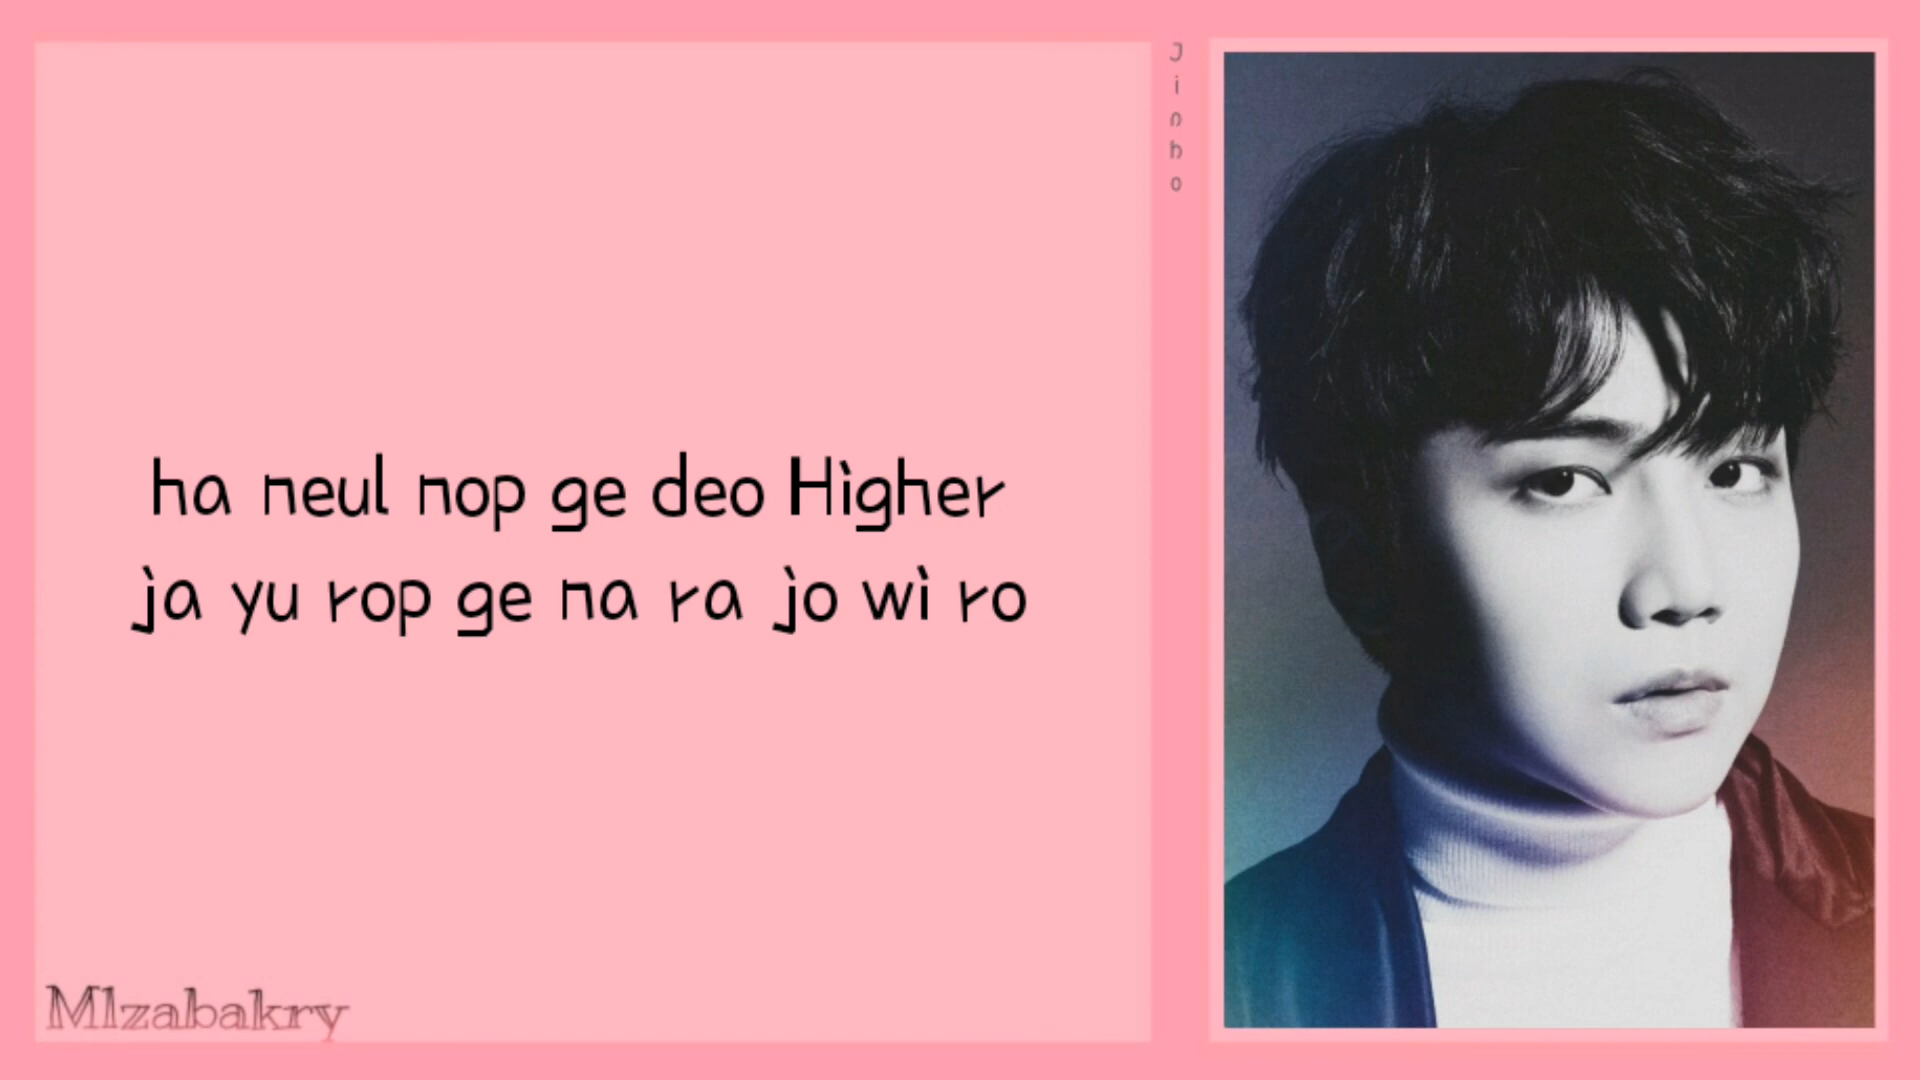 ha neul nop ge deo Higher
ja yu rop ge na ra jo wi ro
Jinho
Mlzabakry